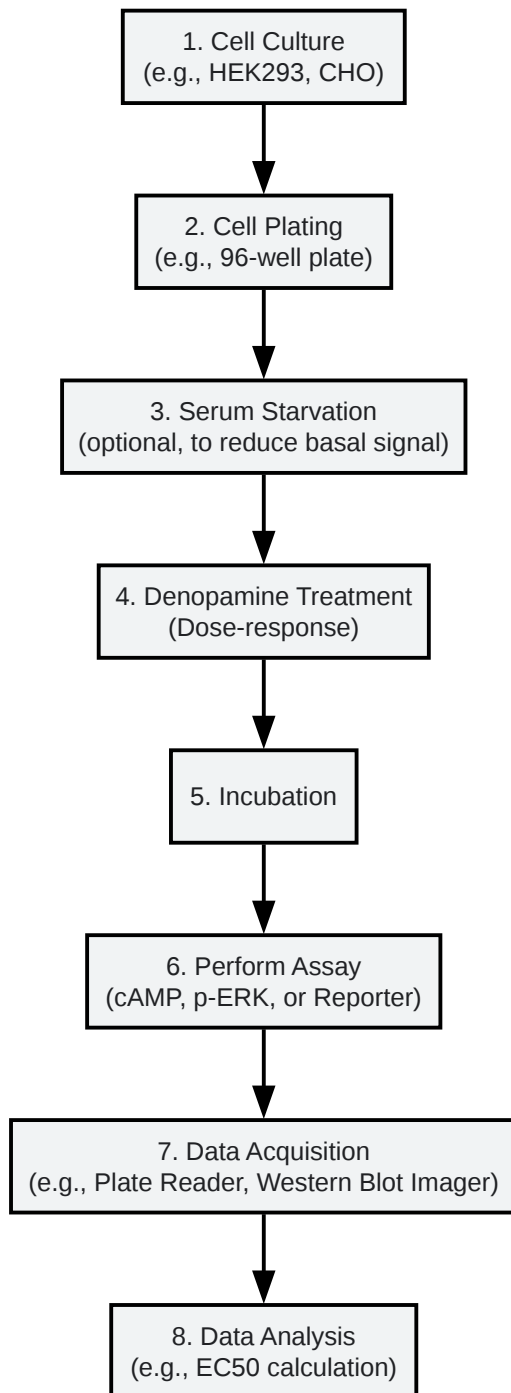 1. Cell Culture
(e.g., HEK293, CHO)
2. Cell Plating
(e.g., 96-well plate)
3. Serum Starvation
(optional, to reduce basal signal)
4. Denopamine Treatment
(Dose-response)
5. Incubation
6. Perform Assay
(cAMP, p-ERK, or Reporter)
7. Data Acquisition
(e.g., Plate Reader, Western Blot Imager)
8. Data Analysis
(e.g., EC50 calculation)